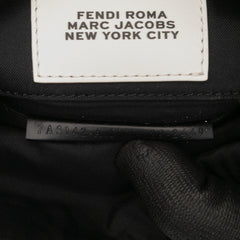 FENDI ROMA
MARC JACOBS
NEW YORK CITY